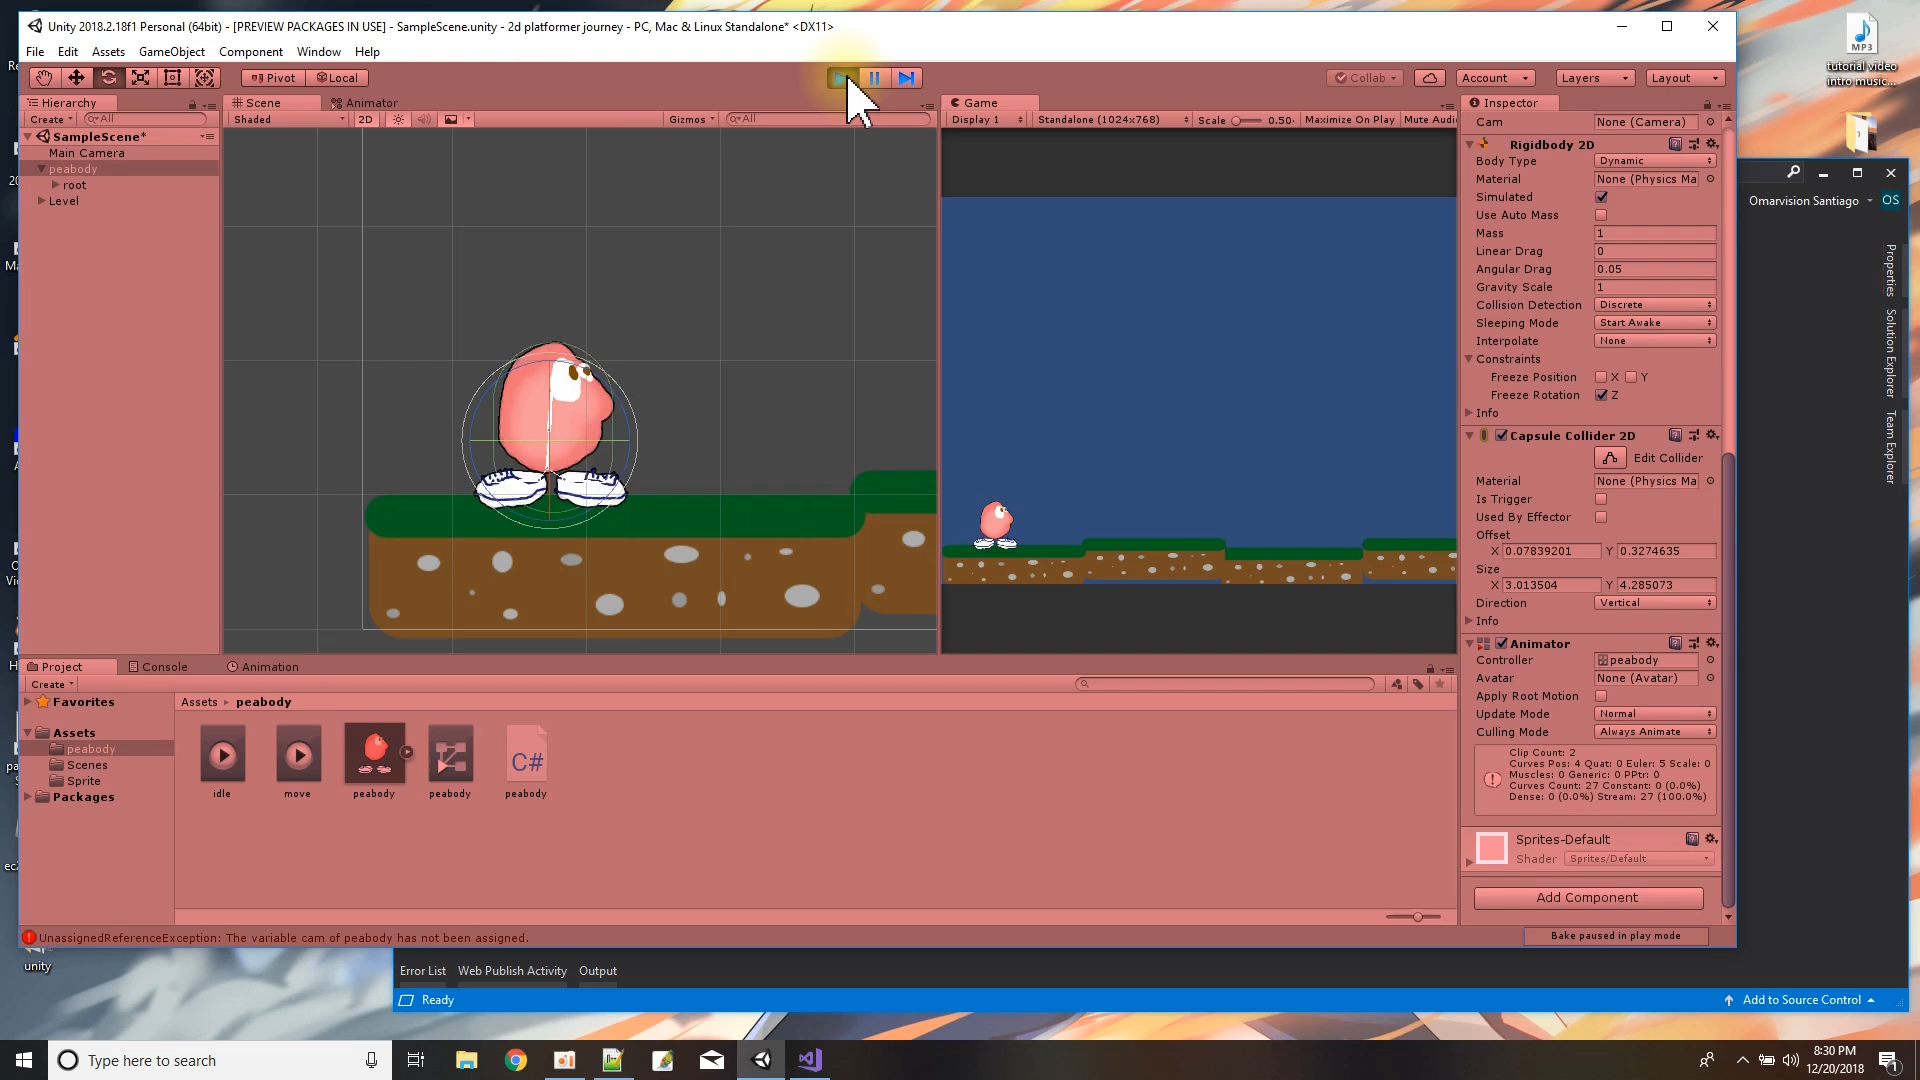 Unity 2018.2.18f1 Personal (64bit) - [PREVIEW PACKAGES IN USE] - SampleScene.unity - 2d platformer journey - PC, Mac & Linux Standalone* <DX11>
MP3
tutorial video
intro music...
File Edit Assets GameObject Component Window Help
Pivot Local
Collab Account Layers Layout
Hierarchy
Create All
SampleScene*
Main Camera
peabody
root
Level
Scene Animator
Shaded 2D Gizmos All
Game
Display 1 Standalone (1024x768) Scale 0.50 Maximize On Play Mute Audi
Inspector
Cam None (Camera)
Rigidbody 2D
Body Type Dynamic
Material None (Physics Ma
Simulated
Use Auto Mass
Mass 1
Linear Drag 0
Angular Drag 0.05
Gravity Scale 1
Collision Detection Discrete
Sleeping Mode Start Awake
Interpolate None
Constraints
Freeze Position X Y
Freeze Rotation Z
Info
Capsule Collider 2D
Edit Collider
Material None (Physics Ma
Is Trigger
Used By Effector
Offset
X 0.07839201 Y 0.3274635
Size
X 3.013504 Y 4.285073
Direction Vertical
Info
Animator
Controller peabody
Avatar None (Avatar)
Apply Root Motion
Update Mode Normal
Culling Mode Always Animate
Clip Count: 2
Curves Pos: 4 Quat: 0 Euler: 5 Scale: 0
Muscles: 0 Generic: 0 PPtr: 0
Curves Count: 27 Constant: 0 (0.0%)
Dense: 0 (0.0%) Stream: 27 (100.0%)
Sprites-Default
Shader Sprites/Default
Add Component
Bake paused in play mode
Omarvision Santiago OS
Properties
Solution Explorer
Team Explorer
Project Console Animation
Create
Favorites
Assets
peabody
Scenes
Sprite
Packages
Assets peabody
C#
idle move peabody peabody peabody
UnassignedReferenceException: The variable cam of peabody has not been assigned.
unity
Error List Web Publish Activity Output
Ready
Add to Source Control
Type here to search
8:30 PM
12/20/2018
1